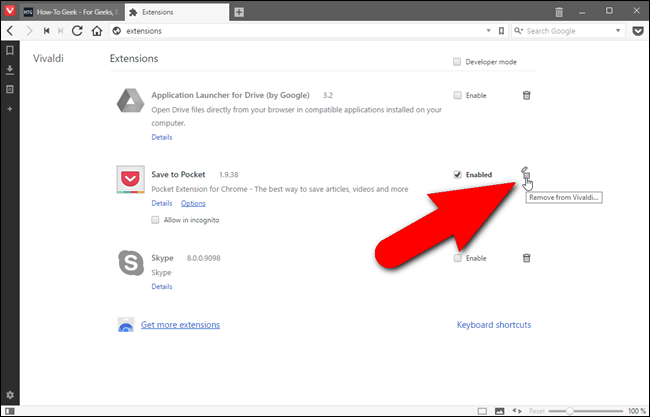 HTG How-To Geek - For Geeks, 
Extensions
extensions
Search Google
Vivaldi
Extensions
Developer mode
Application Launcher for Drive (by Google) 3.2
Enable
Open Drive files directly from your browser in compatible applications installed on your
computer.
Details
Save to Pocket 1.9.38
Enabled
Pocket Extension for Chrome - The best way to save articles, videos and more
Remove from Vivaldi...
Details Options
Allow in incognito
Skype 8.0.0.9098
Enable
Skype
Details
Get more extensions
Keyboard shortcuts
Reset 100 %